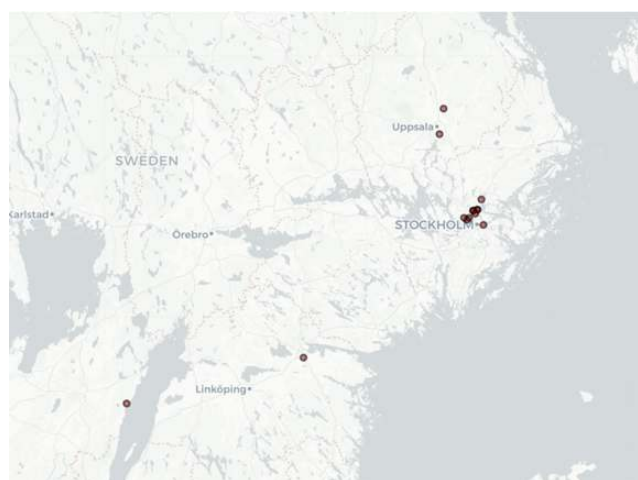 Uppsala
SWEDEN
Karlstad
STOCKHOLM
Örebro
Linköping